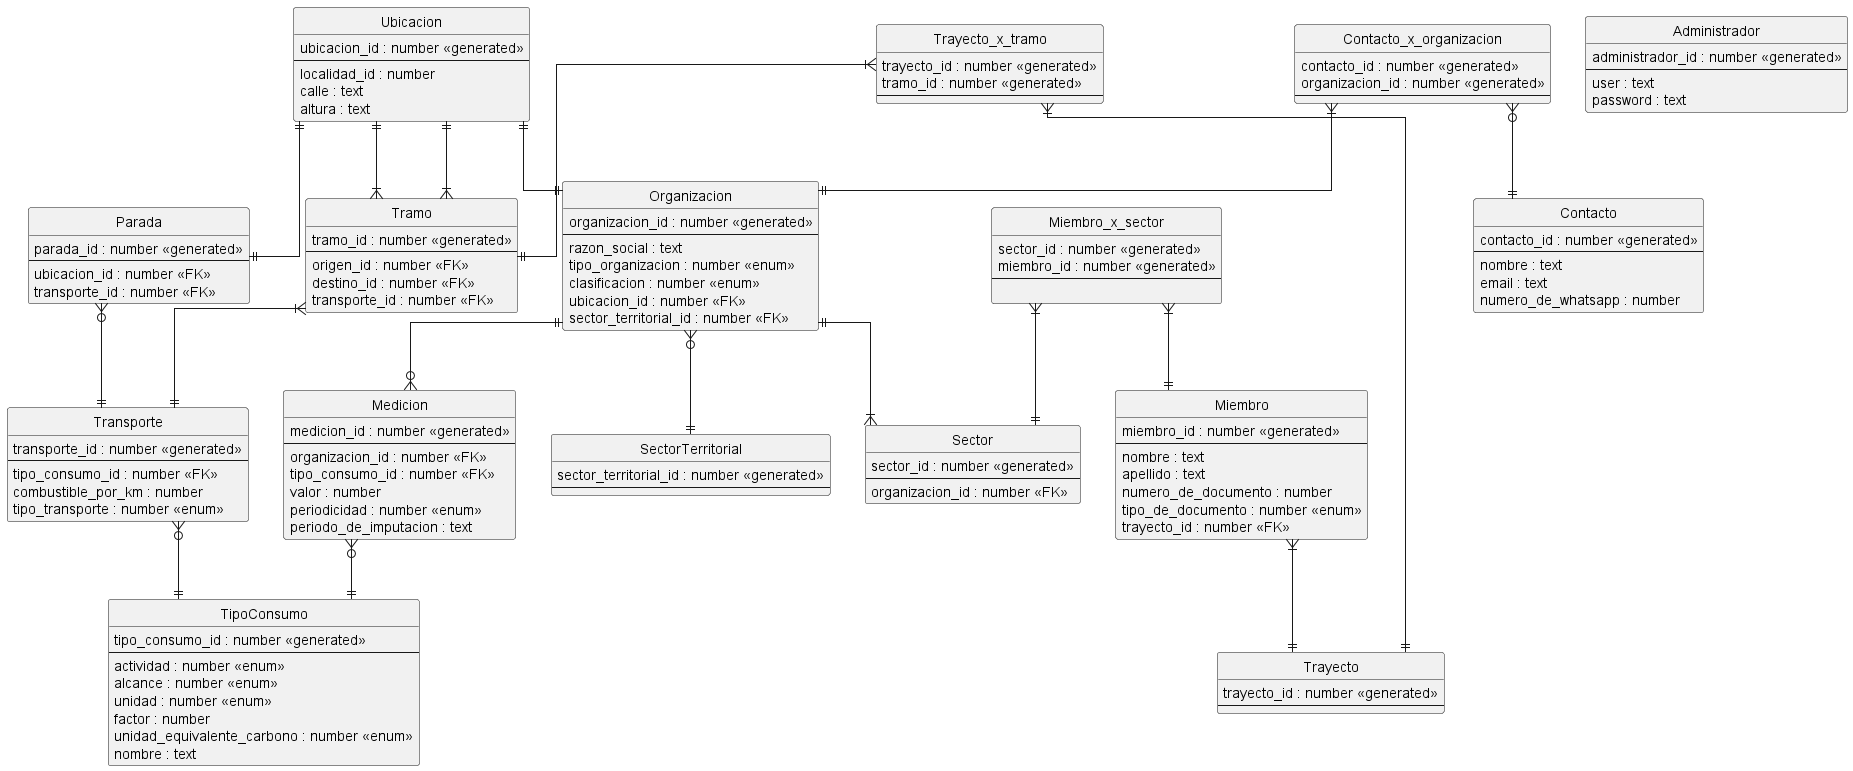 Ubicacion
ubicacion_id : number «generated»
localidad_id : number
calle : text
altura : text
Trayecto_x_tramo
trayecto_id : number «generated»
tramo_id : number «generated»
Contacto_x_organizacion
contacto_id : number «generated»
organizacion_id : number «generated»
Administrador
administrador_id : number «generated»
user : text
password : text
Parada
parada_id : number «generated»
ubicacion_id : number «FK»
transporte_id : number «FK»
Tramo
tramo_id : number «generated»
origen_id : number «FK»
destino_id : number «FK»
transporte_id : number «FK»
Organizacion
organizacion_id : number «generated»
razon_social : text
tipo_organizacion : number «enum»
clasificacion : number «enum»
ubicacion_id : number «FK»
sector_territorial_id : number «FK»
Miembro_x_sector
sector_id : number «generated»
miembro_id : number «generated»
Contacto
contacto_id : number «generated»
nombre : text
email : text
numero_de_whatsapp : number
Transporte
transporte_id : number «generated»
tipo_consumo_id : number «FK»
combustible_por_km : number
tipo_transporte : number «enum»
Medicion
medicion_id : number «generated»
organizacion_id : number «FK»
tipo_consumo_id : number «FK»
valor : number
periodicidad : number «enum»
periodo_de_imputacion : text
SectorTerritorial
sector_territorial_id : number «generated»
Sector
sector_id : number «generated»
organizacion_id : number «FK»
Miembro
miembro_id : number «generated»
nombre : text
apellido : text
numero_de_documento : number
tipo_de_documento : number «enum»
trayecto_id : number «FK»
TipoConsumo
tipo_consumo_id : number «generated»
actividad : number «enum»
alcance : number «enum»
unidad : number «enum»
factor : number
unidad_equivalente_carbono : number «enum»
nombre : text
Trayecto
trayecto_id : number «generated»